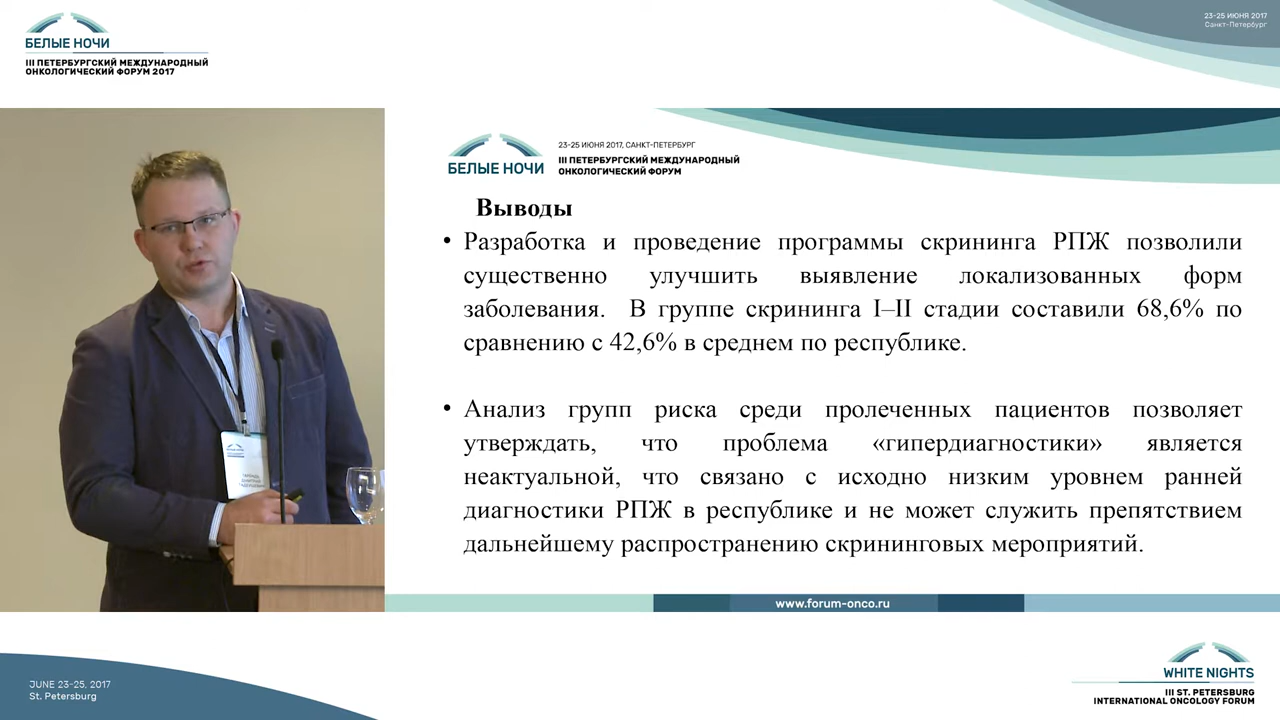 БЕЛЫЕ НОЧИ
III ПЕТЕРБУРГСКИЙ МЕЖДУНАРОДНЫЙ
ОНКОЛОГИЧЕСКИЙ ФОРУМ 2017
23-25 ИЮНЯ 2017
Санкт-Петербург
БЕЛЫЕ НОЧИ
23-25 ИЮНЯ 2017, САНКТ-ПЕТЕРБУРГ
III ПЕТЕРБУРГСКИЙ МЕЖДУНАРОДНЫЙ
ОНКОЛОГИЧЕСКИЙ ФОРУМ
Выводы
• Разработка и проведение программы скрининга РПЖ позволили
существенно улучшить выявление локализованных форм
заболевания. В группе скрининга I–II стадии составили 68,6% по
сравнению с 42,6% в среднем по республике.
• Анализ групп риска среди пролеченных пациентов позволяет
утверждать, что проблема «гипердиагностики» является
неактуальной, что связано с исходно низким уровнем ранней
диагностики РПЖ в республике и не может служить препятствием
дальнейшему распространению скрининговых мероприятий.
www.forum-onco.ru
JUNE 23-25, 2017
St. Petersburg
WHITE NIGHTS
III ST. PETERSBURG
INTERNATIONAL ONCOLOGY FORUM